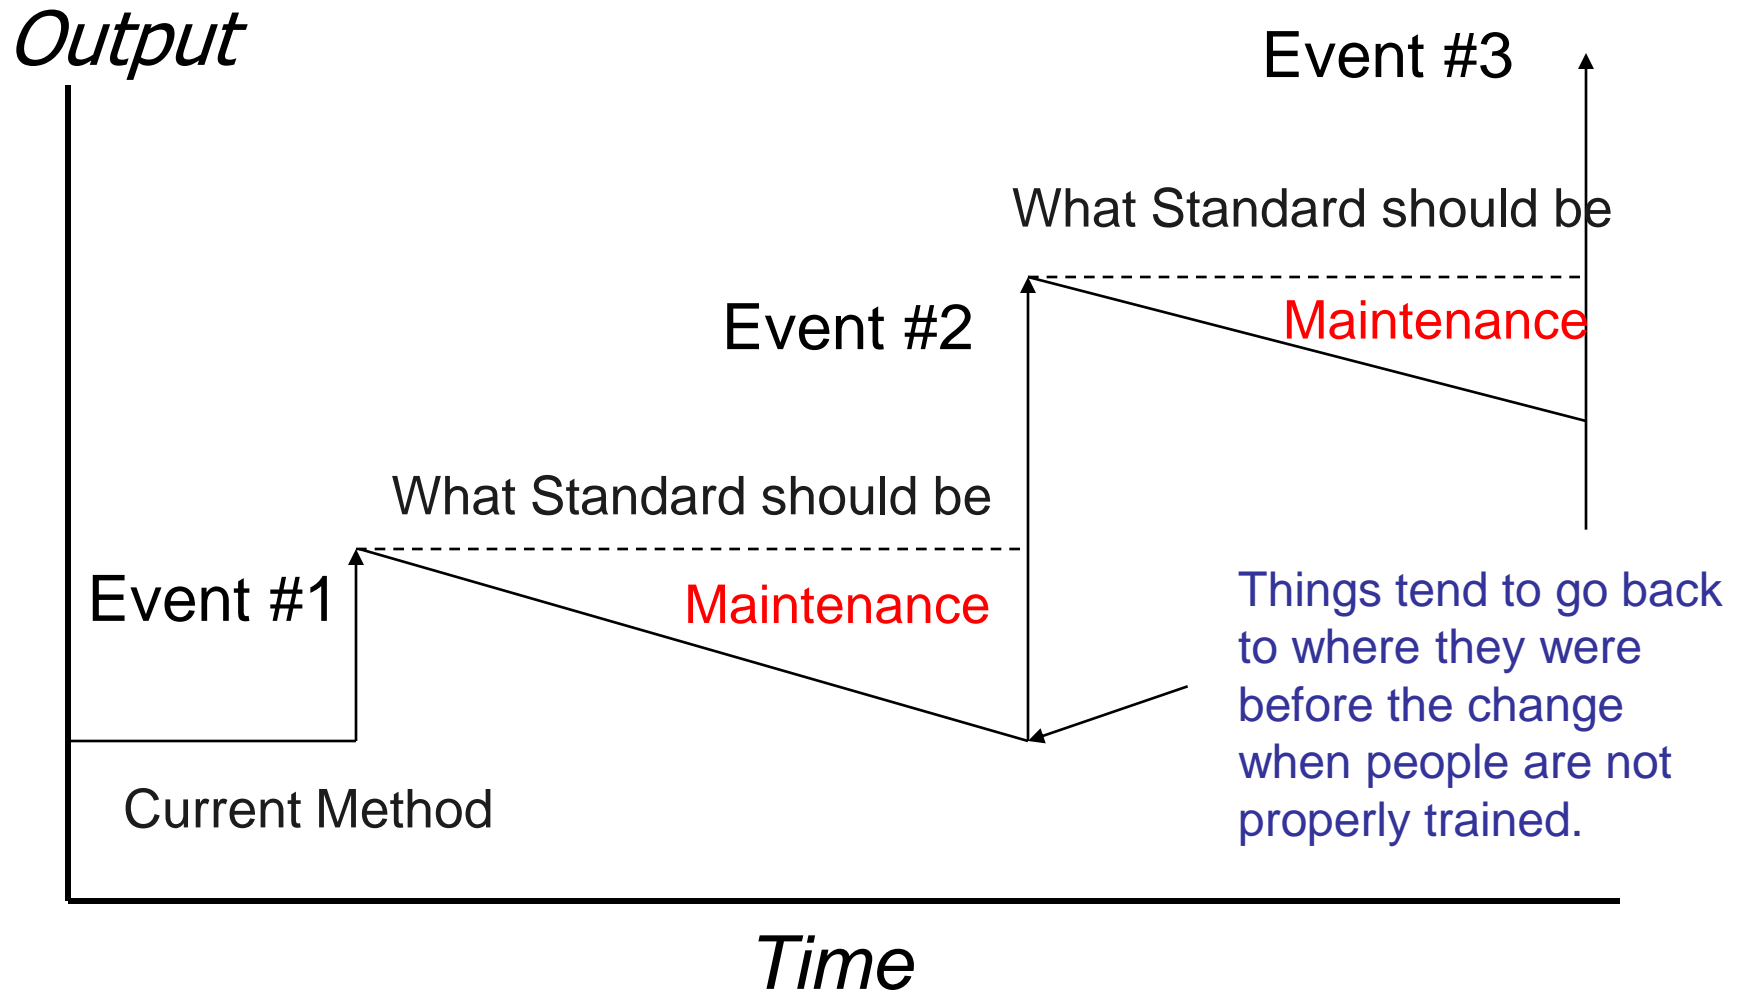 Output
Event #3
What Standard should be
Event #2
Maintenance
What Standard should be
Event #1
Maintenance
Things tend to go back
to where they were
before the change
when people are not
properly trained.
Current Method
Time